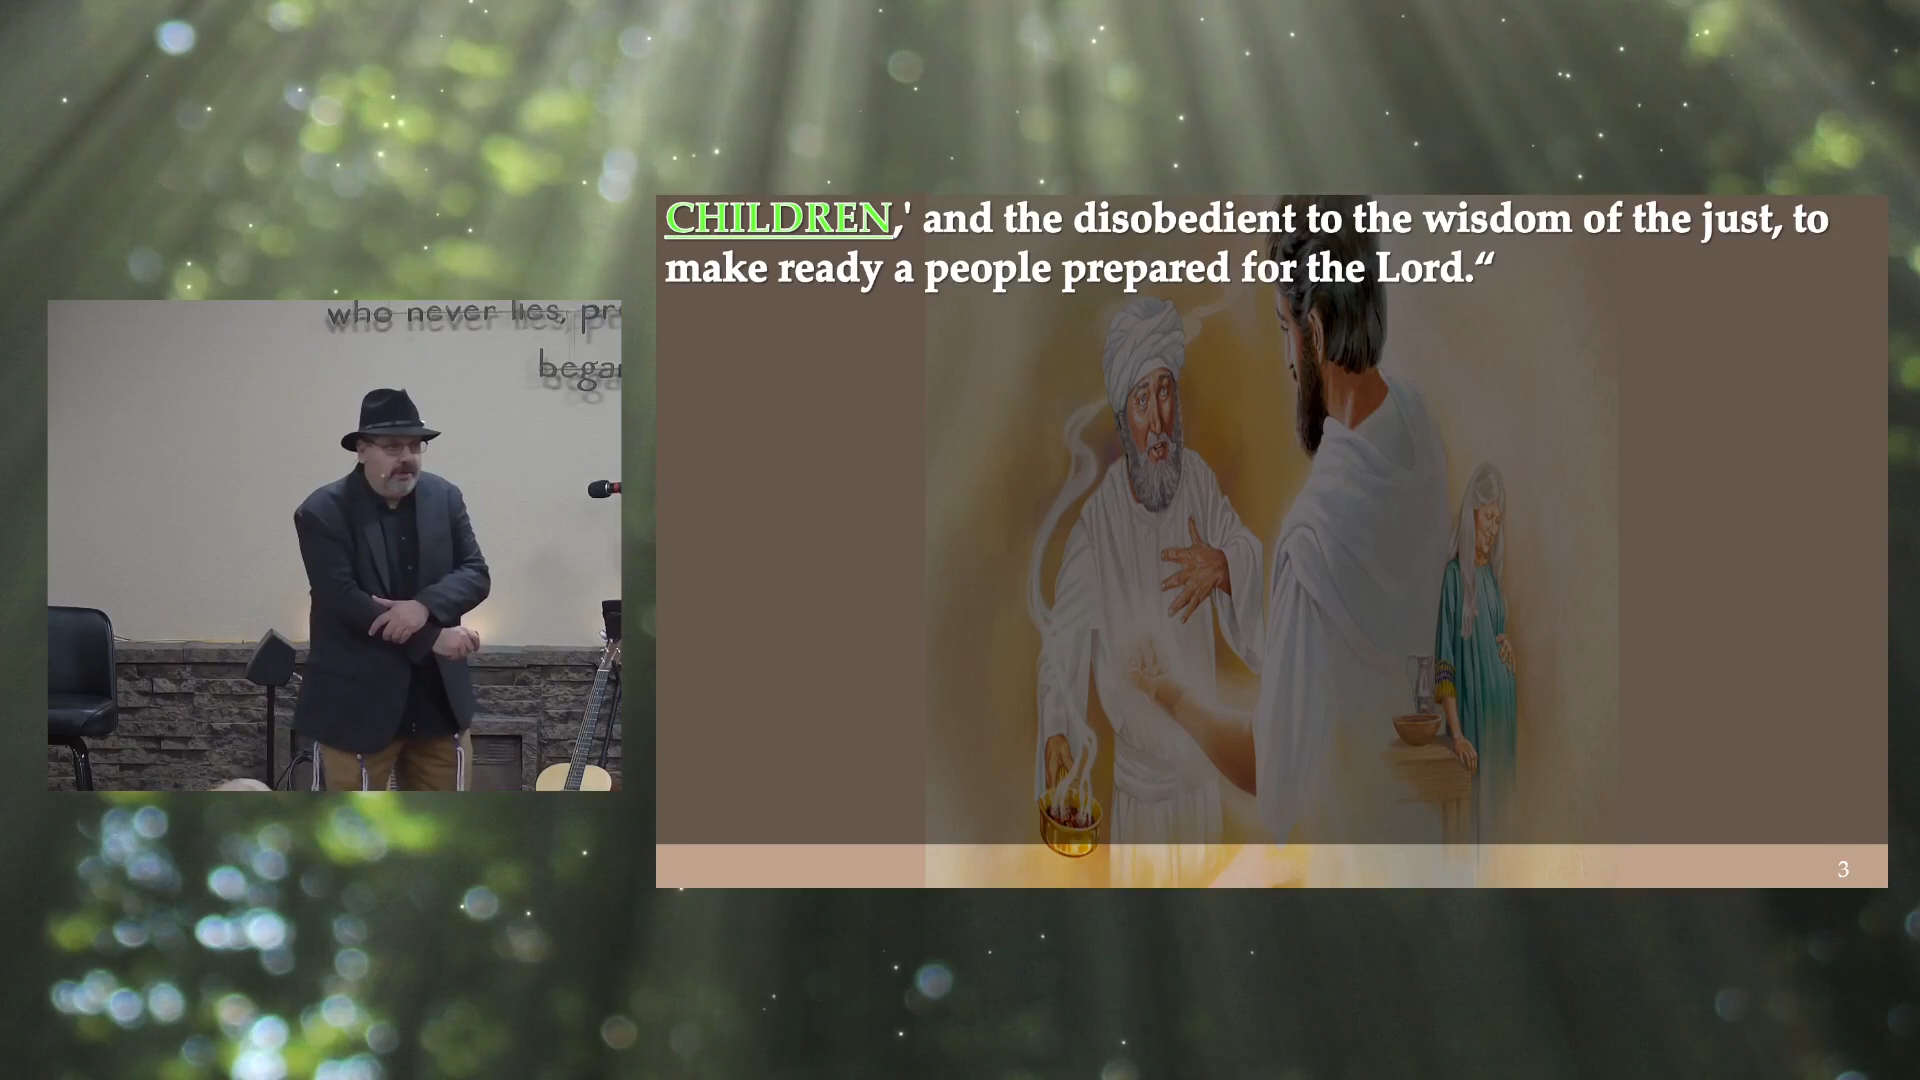 CHILDREN,' and the disobedient to the wisdom of the just, to
make ready a people prepared for the Lord.“
who never lies,
3